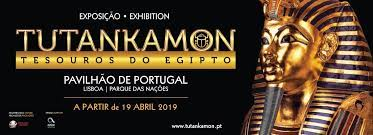 EXPOSIÇÃO • EXHIBITION
TUTANKAMON
TESOUROS DO EGIPTO
PAVILHÃO DE PORTUGAL
LISBOA | PARQUE DAS NAÇÕES
A PARTIR de 19 ABRIL 2019
www.tutankamon.pt